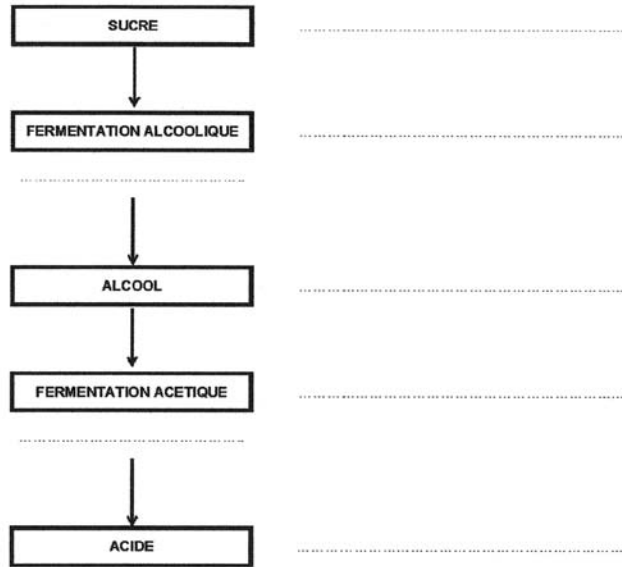 SUCRE
FERMENTATION ALCOOLIQUE
ALCOOL
FERMENTATION ACETIQUE
ACIDE